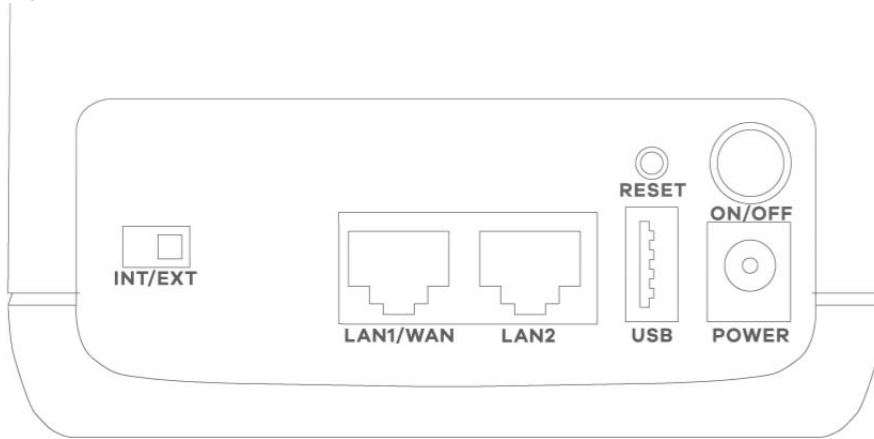 RESET
ON/OFF
INT/EXT
LAN1/WAN
LAN2
USB
POWER